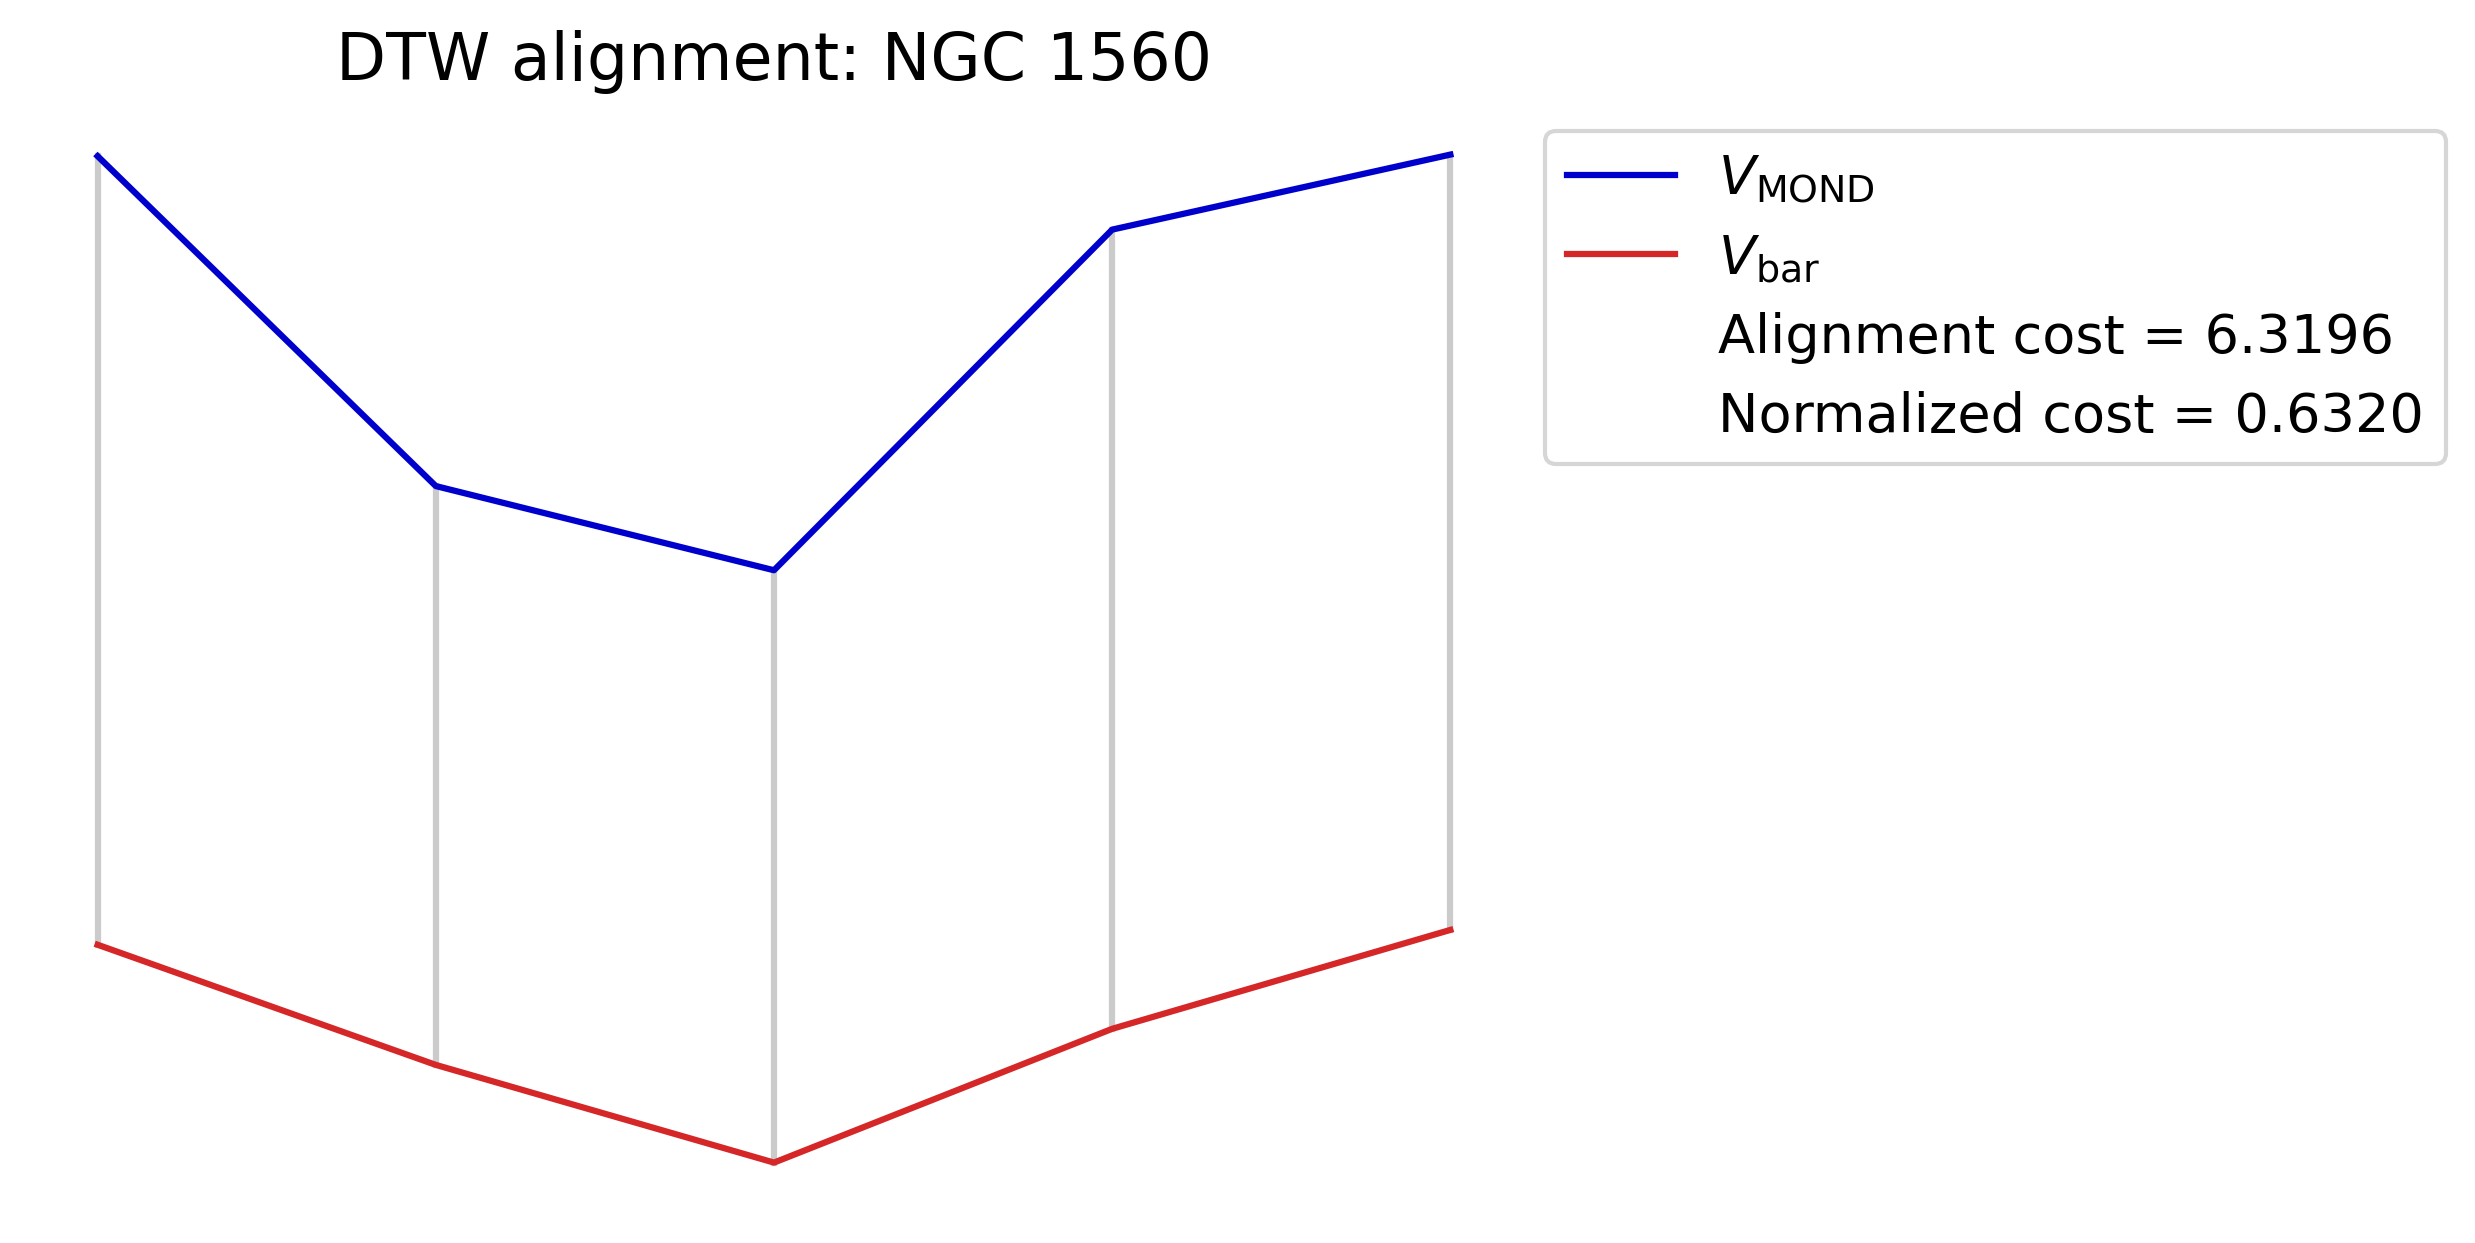 DTW alignment: NGC 1560
V_MOND
V_bar
Alignment cost = 6.3196
Normalized cost = 0.6320